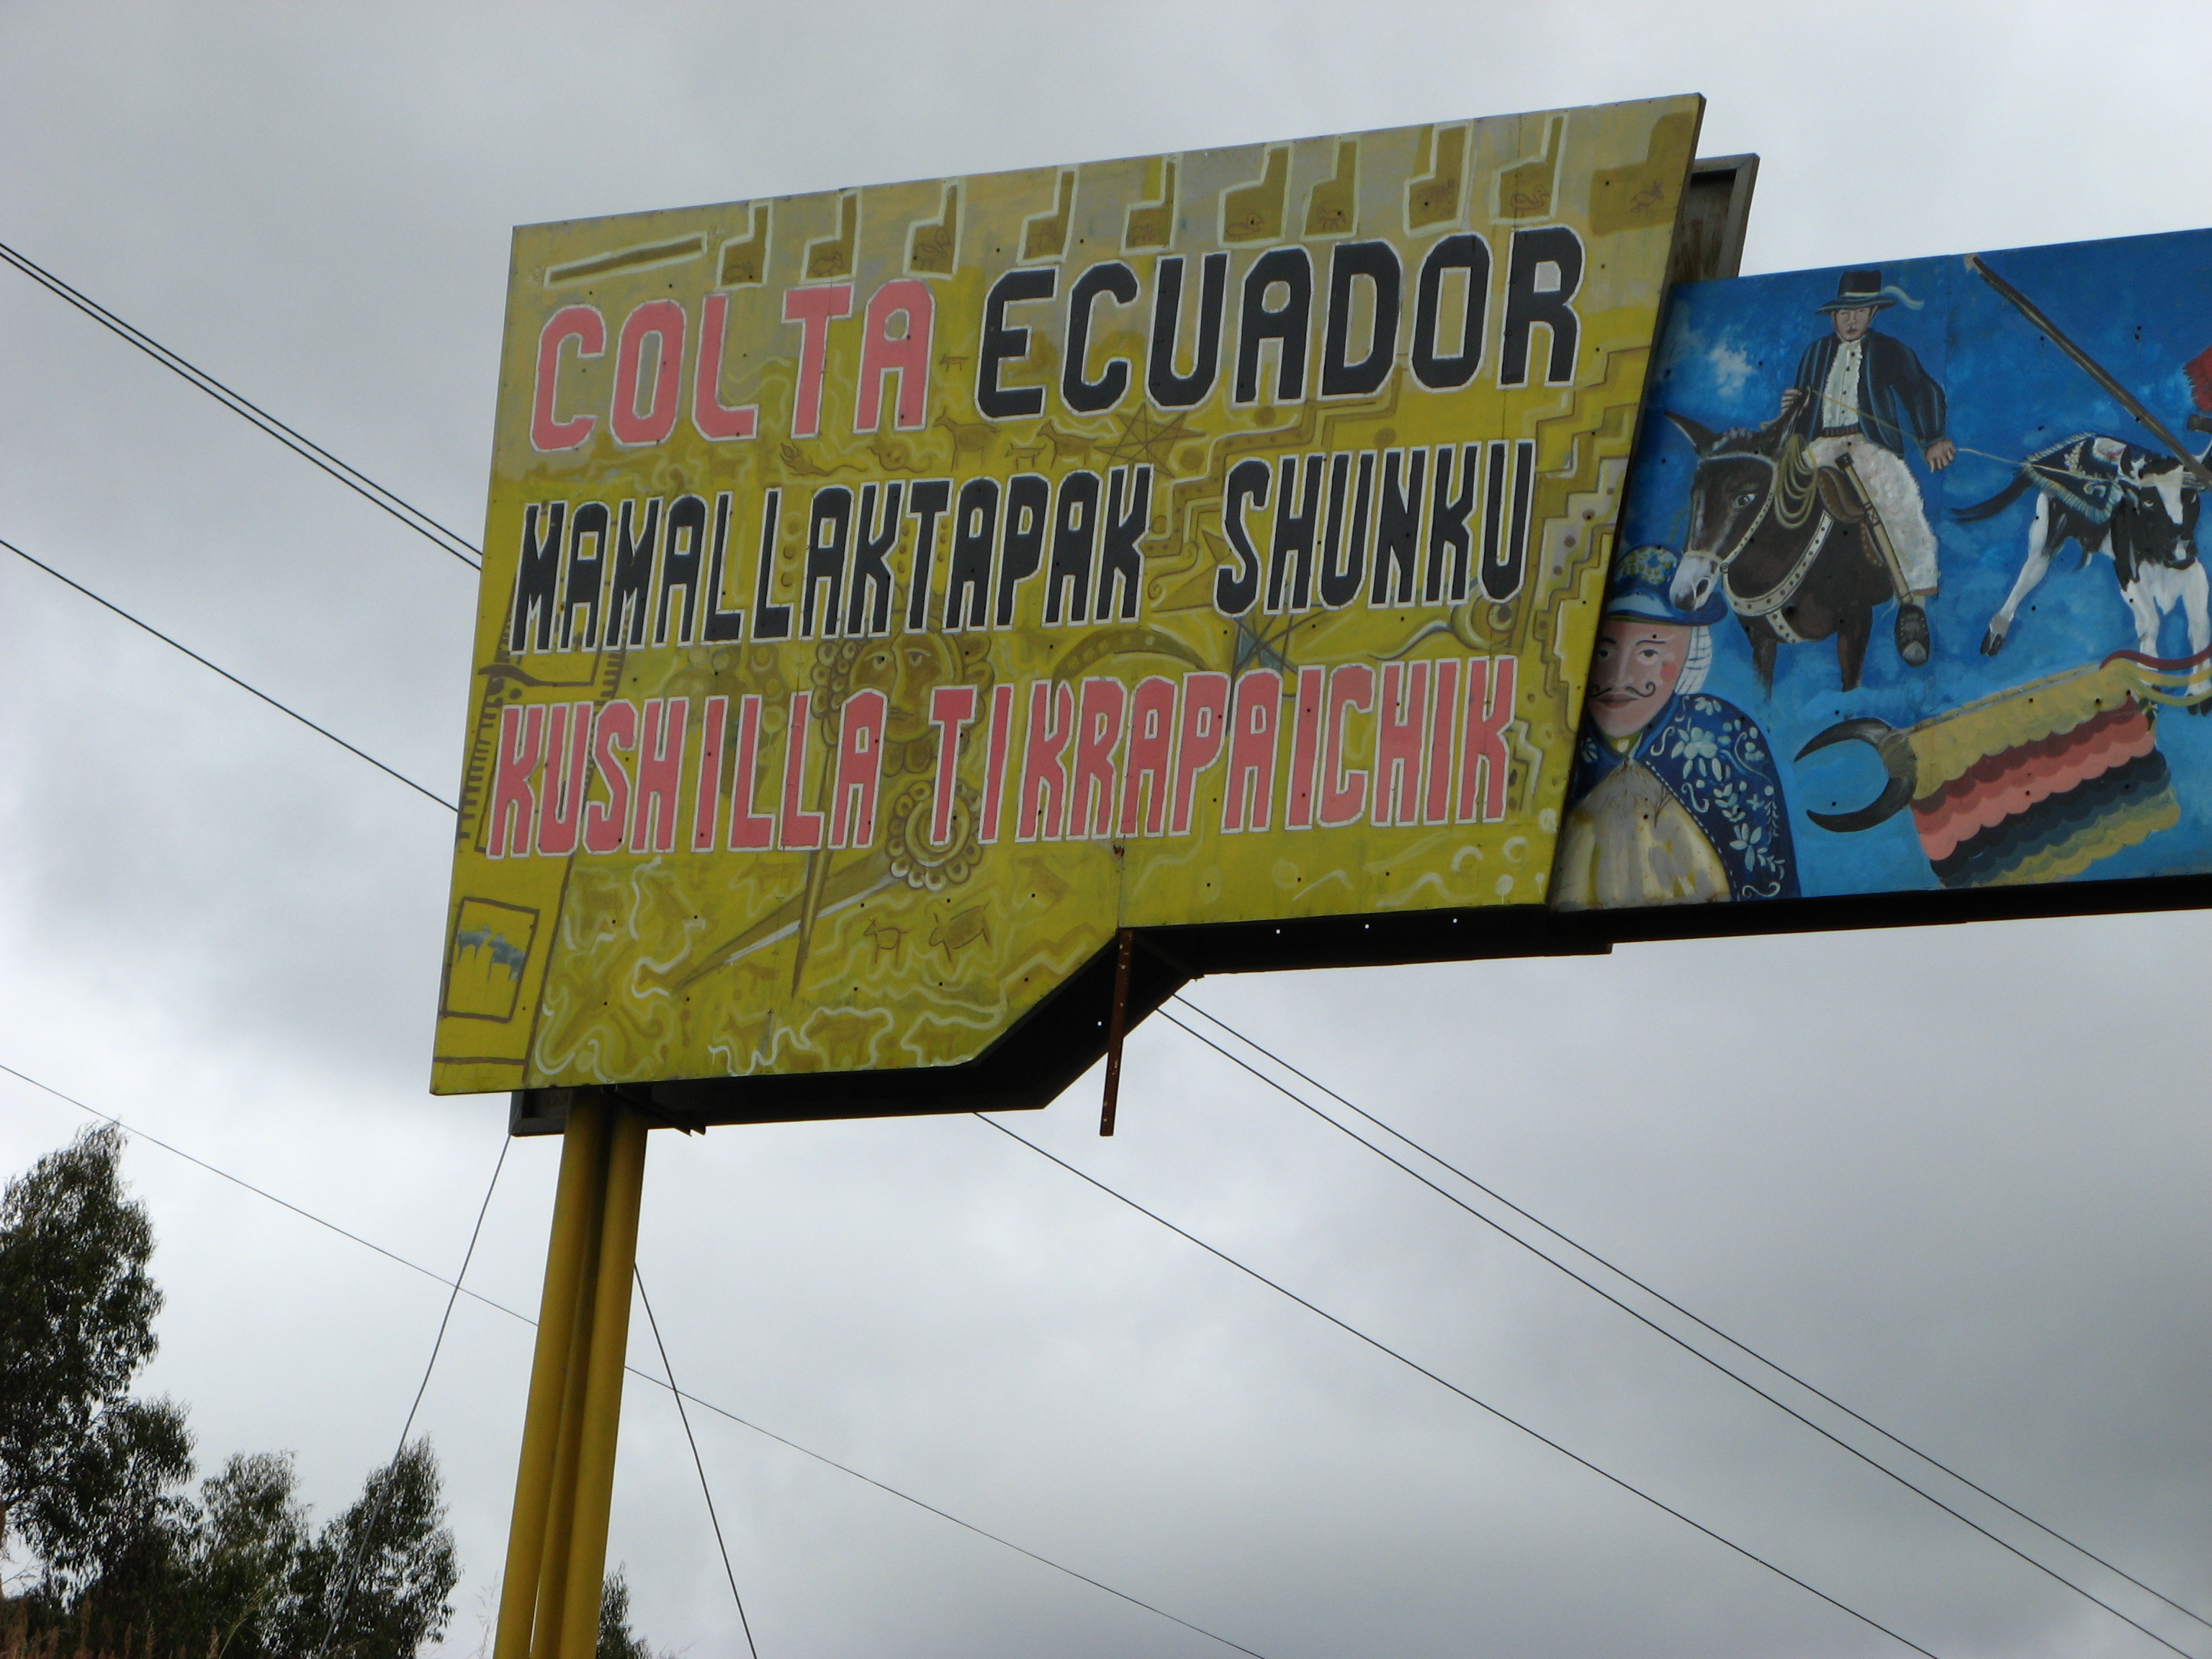 COLTA ECUADOR
MAMALLAKTAPAK SHUNKU
KUSHILLA TIKRAPAICHIK